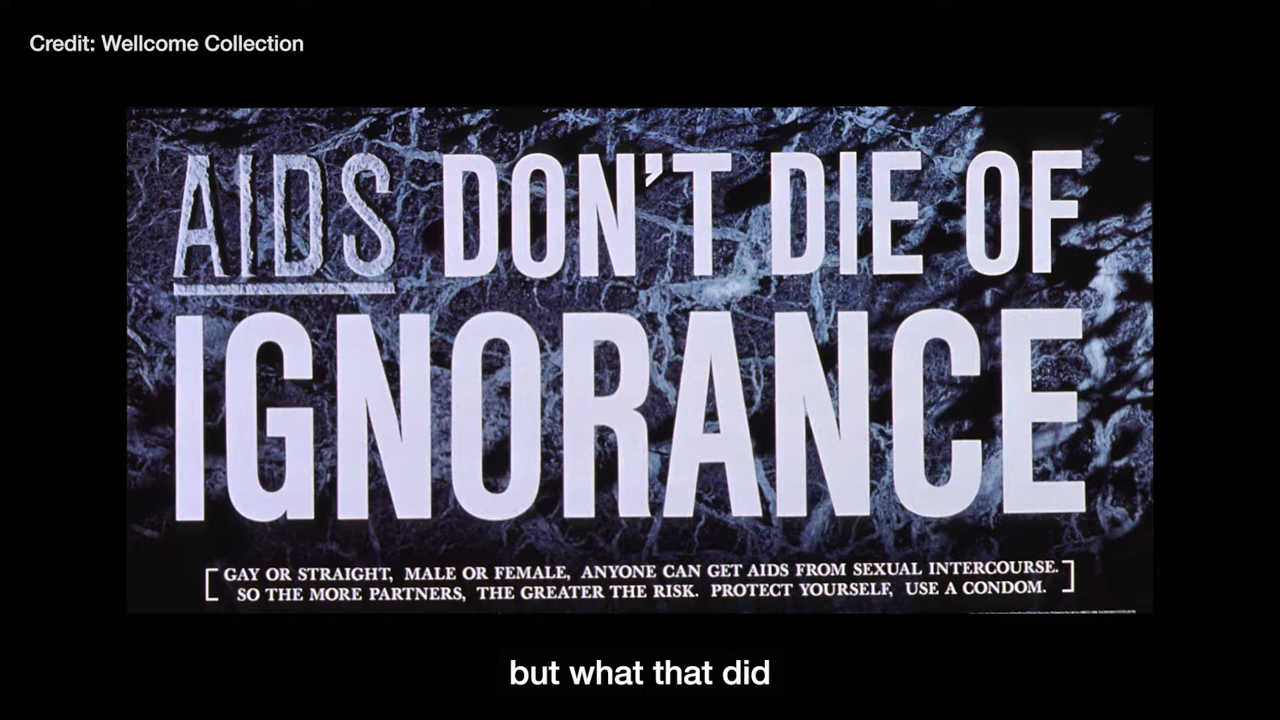 Credit: Wellcome Collection
AIDS DON'T DIE OF
IGNORANCE
GAY OR STRAIGHT, MALE OR FEMALE, ANYONE CAN GET AIDS FROM SEXUAL INTERCOURSE.
SO THE MORE PARTNERS, THE GREATER THE RISK. PROTECT YOURSELF, USE A CONDOM.
but what that did